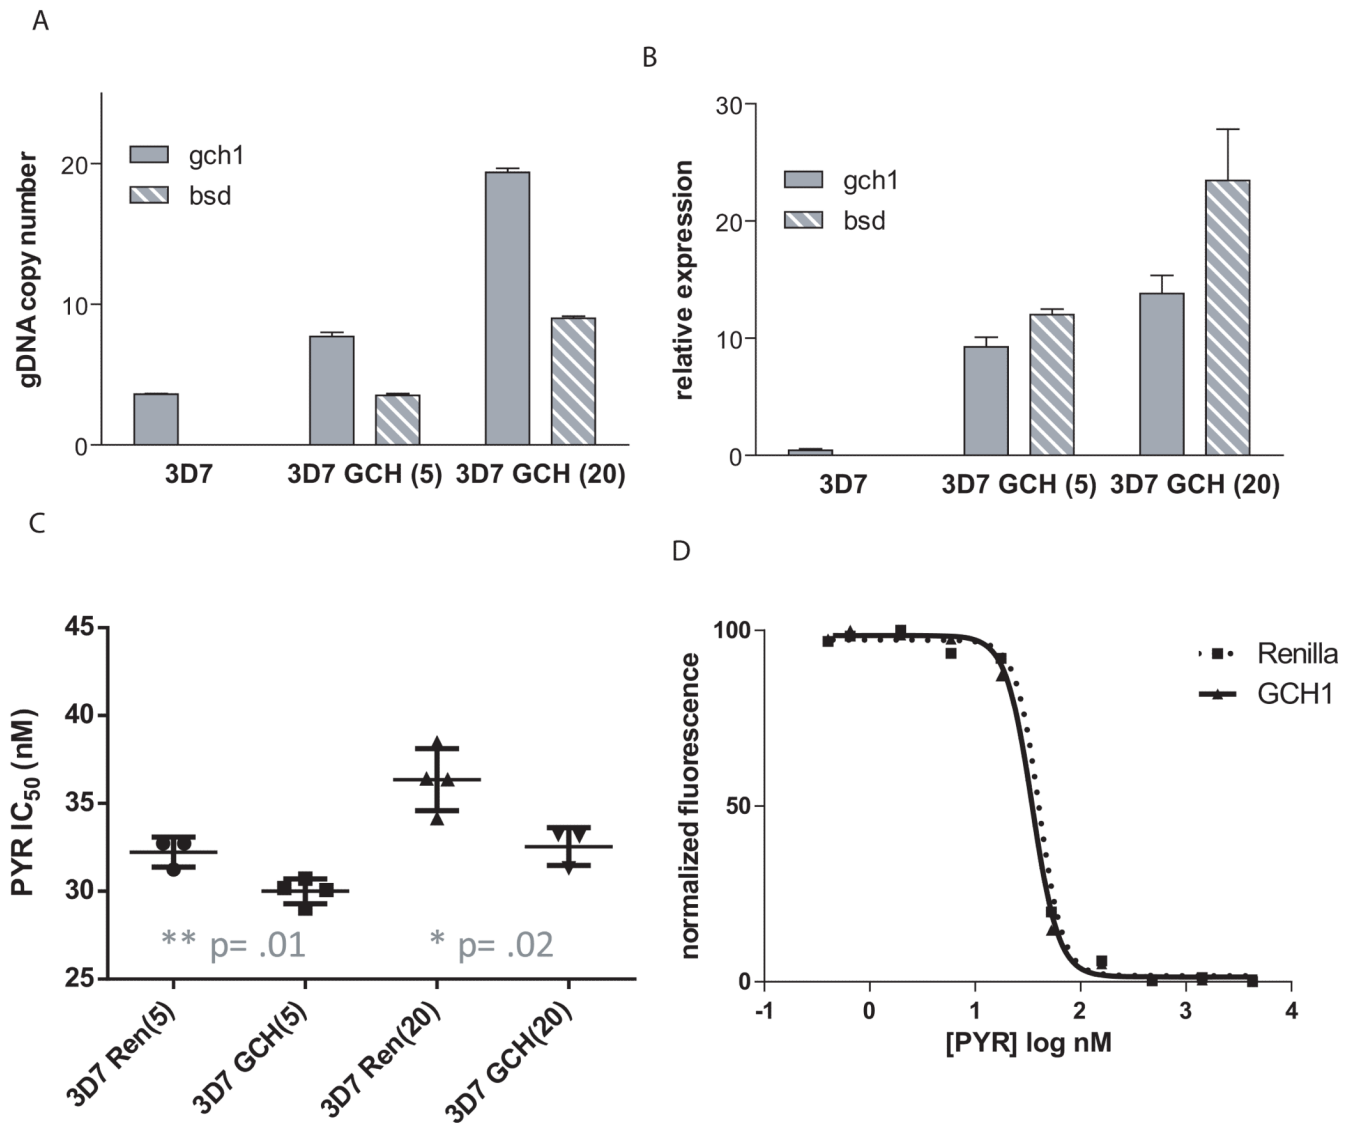 A
gDNA copy number
20
10
0
gch1
bsd
3D7
3D7 GCH (5)
3D7 GCH (20)
B
relative expression
30
20
10
0
gch1
bsd
3D7
3D7 GCH (5)
3D7 GCH (20)
C
PYR IC50 (nM)
45
40
35
30
25
** p= .01
* p= .02
3D7 Ren(5)
3D7 GCH(5)
3D7 Ren(20)
3D7 GCH(20)
D
normalized fluorescence
100
50
0
Renilla
GCH1
-1
0
1
2
3
4
[PYR] log nM